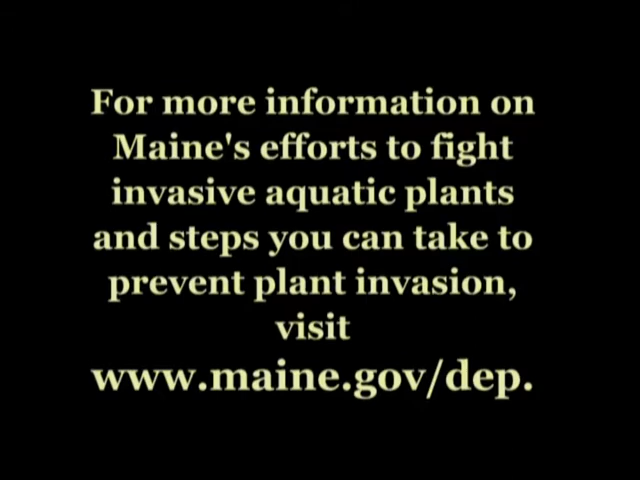 For more information on
Maine's efforts to fight
invasive aquatic plants
and steps you can take to
prevent plant invasion,
visit
www.maine.gov/dep.